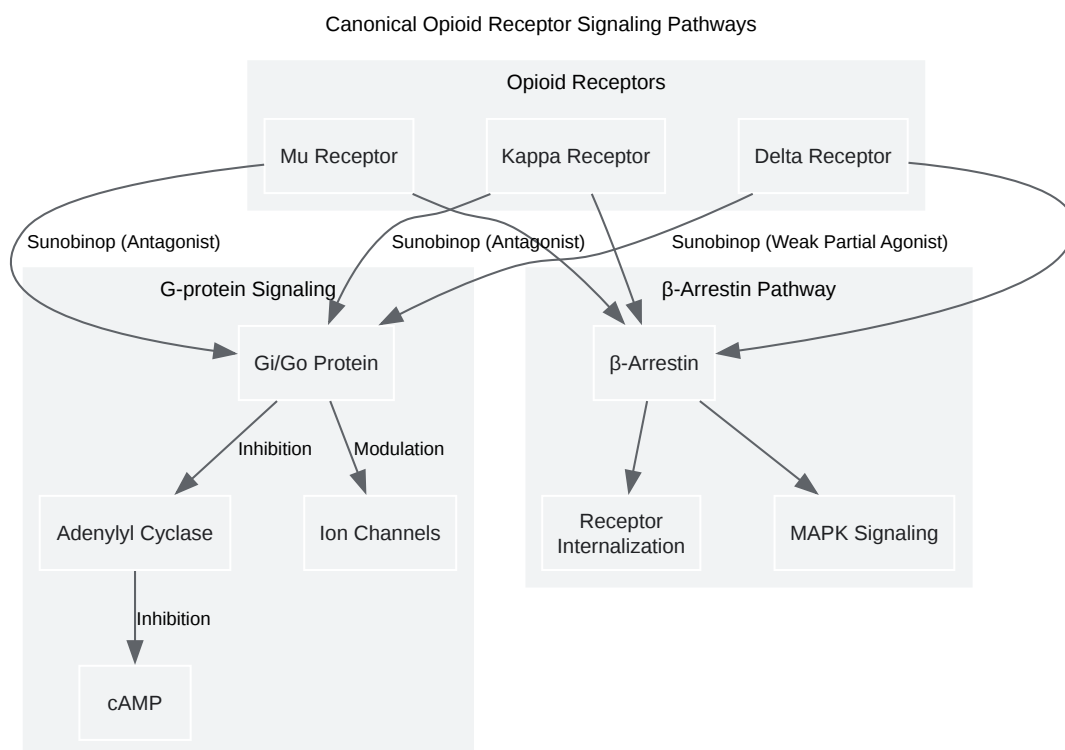 Canonical Opioid Receptor Signaling Pathways
Opioid Receptors
Mu Receptor
Kappa Receptor
Delta Receptor
Sunobinop (Antagonist)
Sunobinop (Antagonist)
Sunobinop (Weak Partial Agonist)
G-protein Signaling
β-Arrestin Pathway
Gi/Go Protein
β-Arrestin
Inhibition
Modulation
Adenylyl Cyclase
Ion Channels
Receptor
Internalization
MAPK Signaling
Inhibition
cAMP